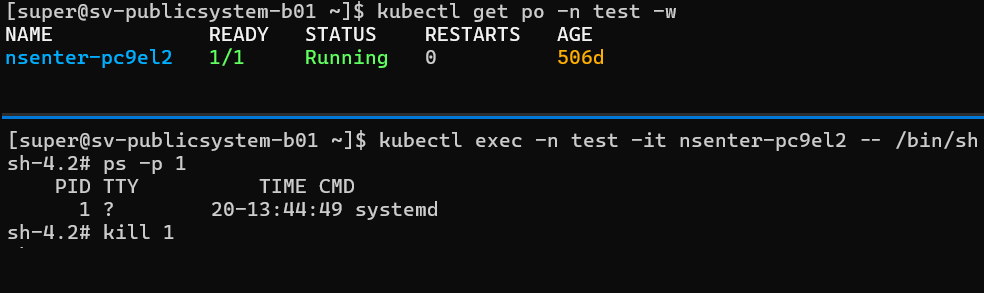 [super@sv-publicsystem-b01 ~]$ kubectl get po -n test -w
NAME READY STATUS RESTARTS AGE
nsenter-pc9el2 1/1 Running 0 506d
[super@sv-publicsystem-b01 ~]$ kubectl exec -n test -it nsenter-pc9el2 -- /bin/sh
sh-4.2# ps -p 1
PID TTY TIME CMD
1 ? 20-13:44:49 systemd
sh-4.2# kill 1